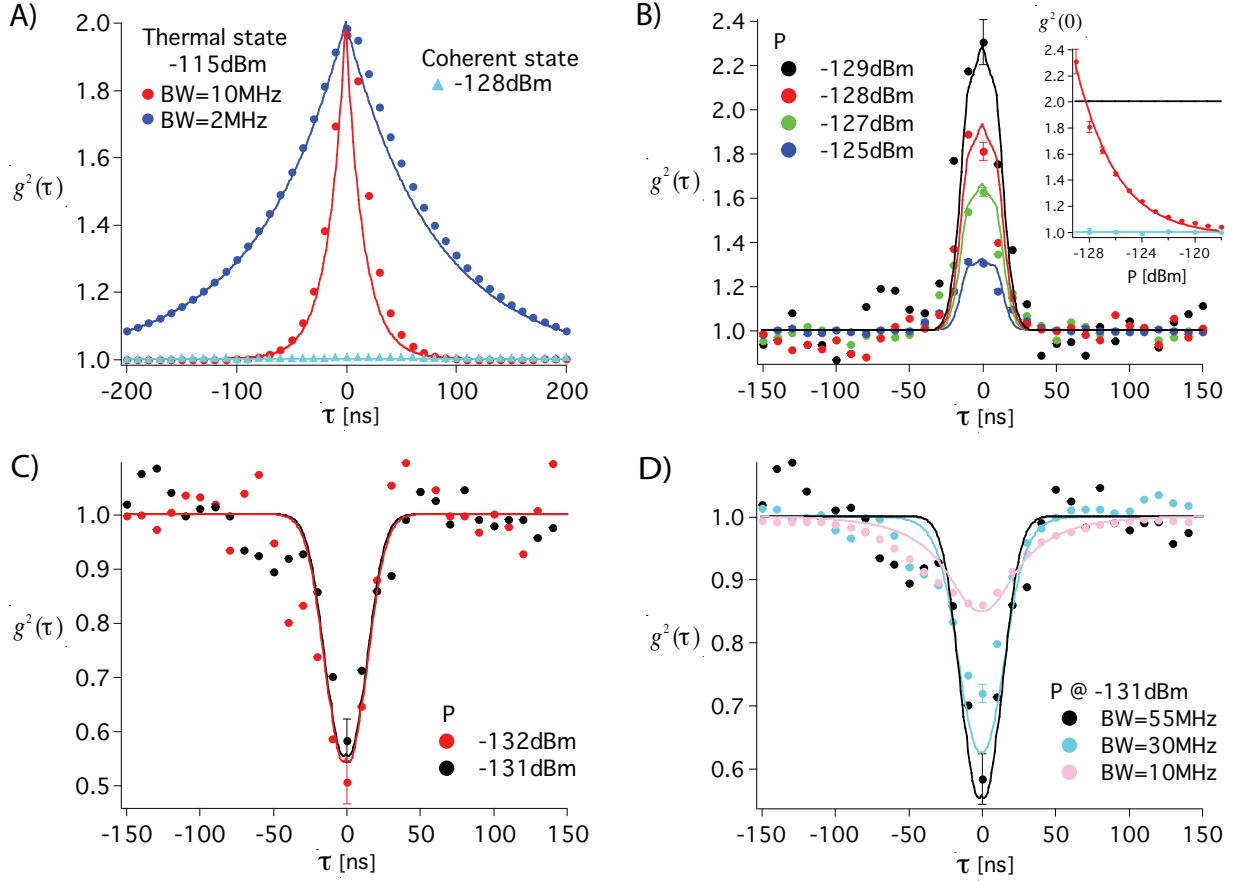 A)
Thermal state
-115dBm
BW=10MHz
BW=2MHz
Coherent state
-128dBm
2.0
1.8
1.6
1.4
1.2
1.0
g²(τ)
-200
-100
0
100
200
τ [ns]
B)
P
-129dBm
-128dBm
-127dBm
-125dBm
2.4
2.2
2.0
1.8
1.6
1.4
1.2
1.0
g²(τ)
-150
-100
-50
0
50
100
150
τ [ns]
g²(0)
2.4
2.2
2.0
1.8
1.6
1.4
1.2
1.0
-128
-124
-120
P [dBm]
C)
1.0
0.9
0.8
0.7
0.6
0.5
g²(τ)
P
-132dBm
-131dBm
-150
-100
-50
0
50
100
150
τ [ns]
D)
1.0
0.9
0.8
0.7
0.6
g²(τ)
P @ -131dBm
BW=55MHz
BW=30MHz
BW=10MHz
-150
-100
-50
0
50
100
150
τ [ns]